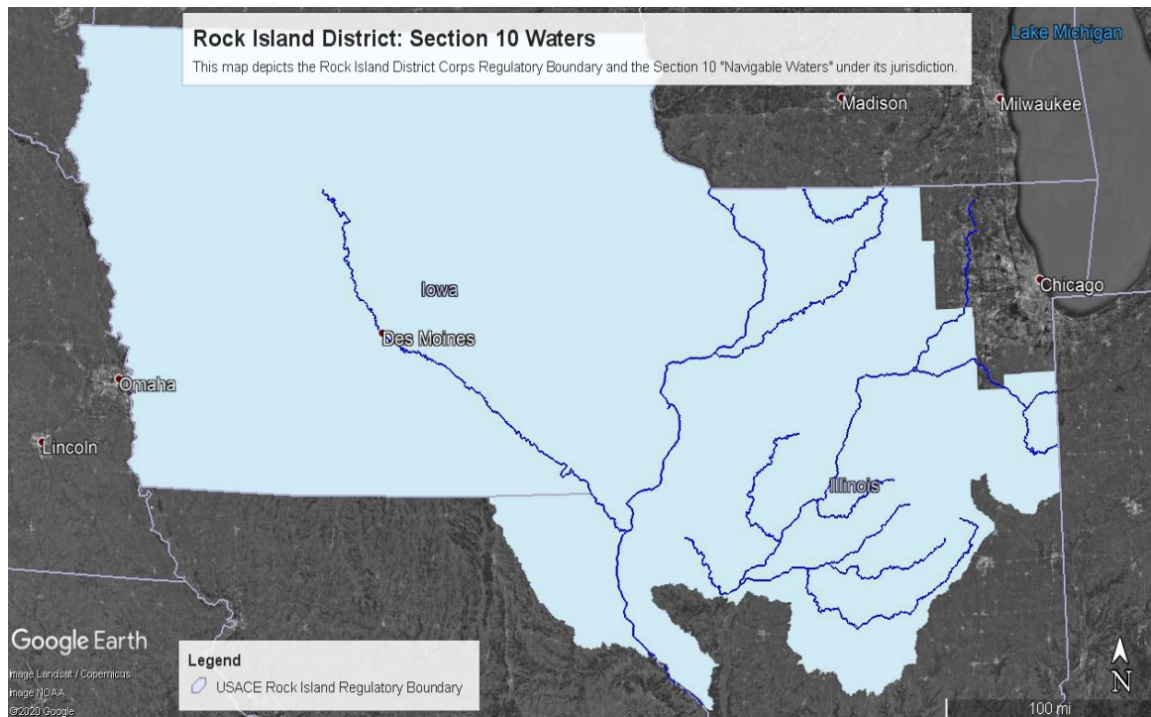 Rock Island District: Section 10 Waters
This map depicts the Rock Island District Corps Regulatory Boundary and the Section 10 "Navigable Waters" under its jurisdiction.
Lake Michigan
Madison
Milwaukee
Chicago
Iowa
Des Moines
Omaha
Lincoln
Illinois
Google Earth
Image Landsat / Copernicus
Image NOAA
©2020 Google
Legend
USACE Rock Island Regulatory Boundary
N
100 mi